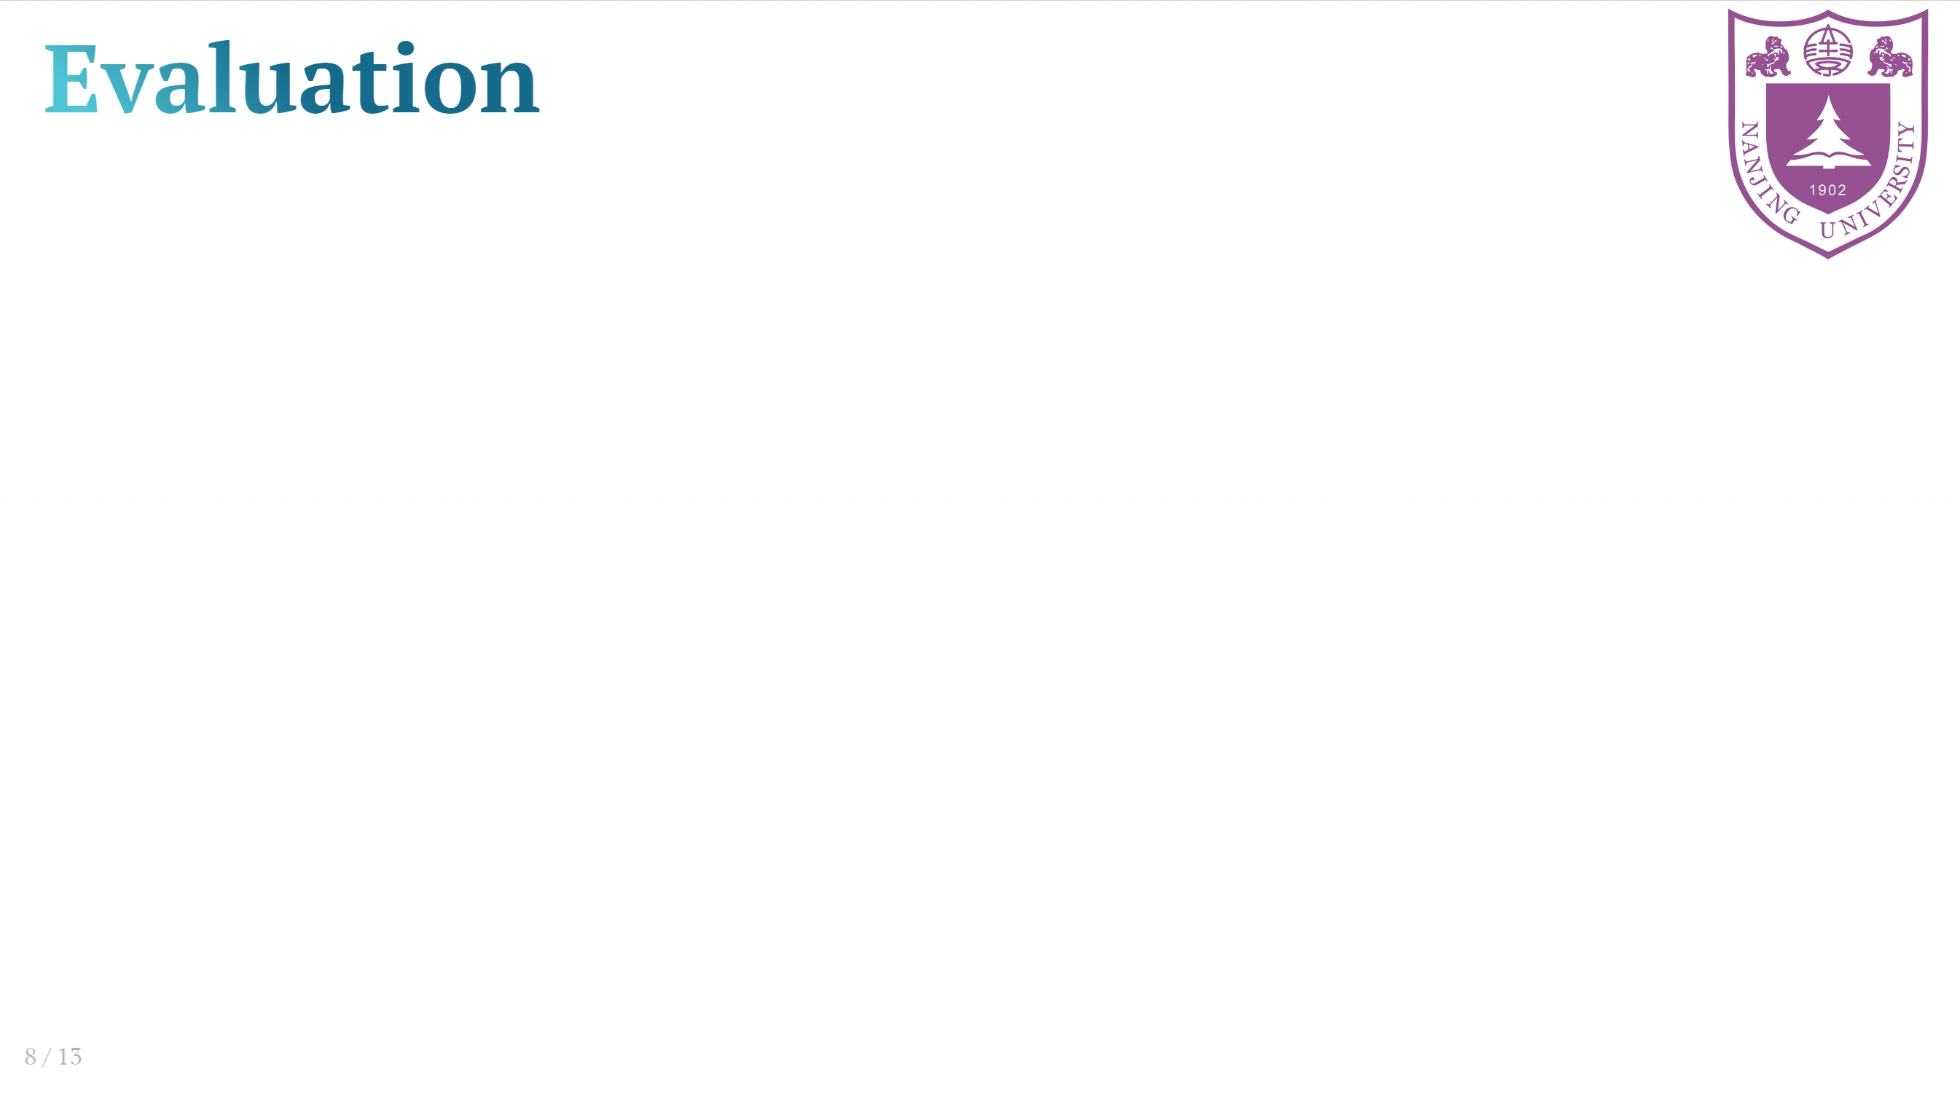 Evaluation
NANJING UNIVERSITY
1902
8 / 13